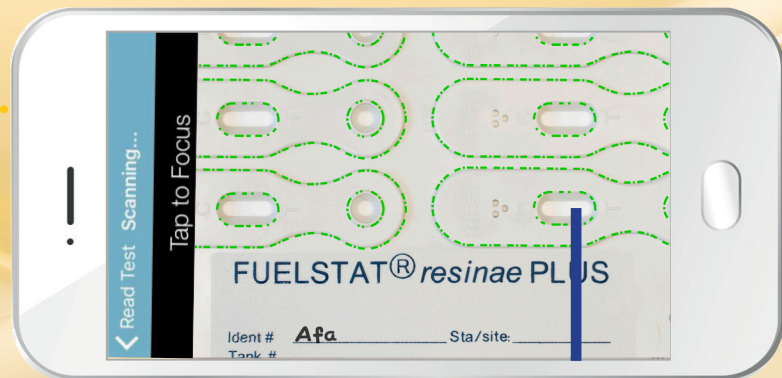 Read Test Scanning...
Tap to Focus
FUELSTAT® resinae PLUS
Ident # Afa Sta/site:
Tank #